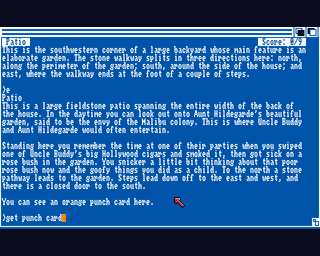 Patio Score: 0/9
This is the southwestern corner of a large backyard whose main feature is an
elaborate garden. The stone walkway splits in three directions here: north,
along the perimeter of the garden; south, around the side of the house; and
east, where the walkway ends at the foot of a couple of steps.
>e
Patio
This is a large fieldstone patio spanning the entire width of the back of
the house. In the daytime you can look out onto Aunt Hildegarde's beautiful
garden, said to be the envy of the Malibu colony. This is where Uncle Buddy
and Aunt Hildegarde would often entertain.
Standing here you remember the time at one of their parties when you swiped
one of Uncle Buddy's big Hollywood cigars and smoked it, then got sick on a
rose bush in the garden. You snicker a little bit thinking about that poor
rose bush now and the goofy things you did as a child. To the north a stone
pathway leads to the garden. Steps lead down off to the east and west, and
there is a closed door to the south.
You can see an orange punch card here.
>get punch card